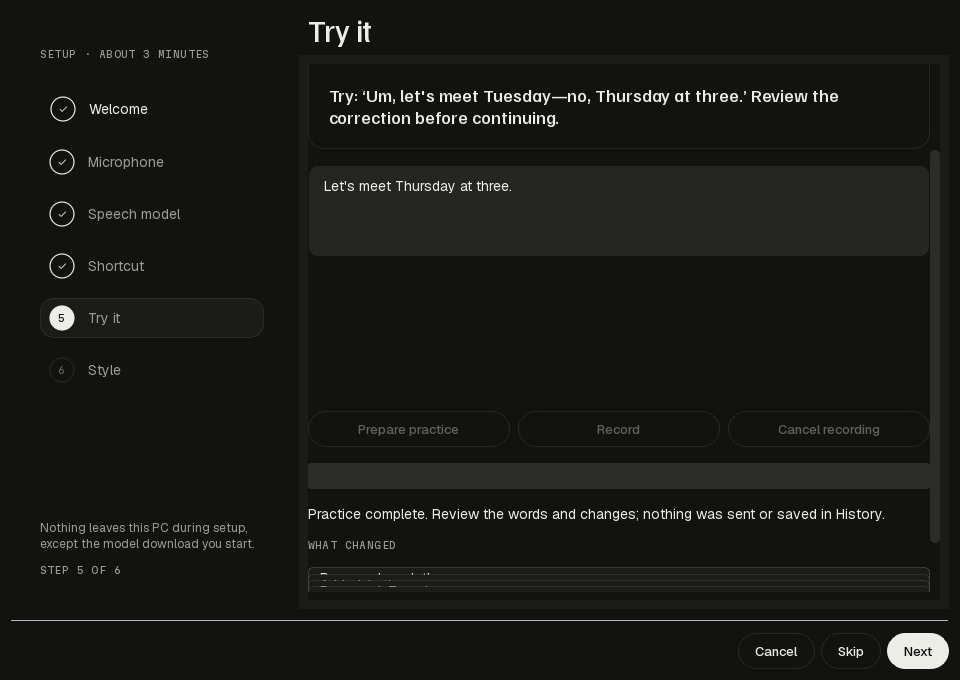 Try it
SETUP · ABOUT 3 MINUTES
Welcome
Microphone
Speech model
Shortcut
5 Try it
6 Style
Nothing leaves this PC during setup,
except the model download you start.
STEP 5 OF 6
Try: ‘Um, let's meet Tuesday—no, Thursday at three.’ Review the
correction before continuing.
Let's meet Thursday at three.
Prepare practice
Record
Cancel recording
Practice complete. Review the words and changes; nothing was sent or saved in History.
WHAT CHANGED
Cancel
Skip
Next